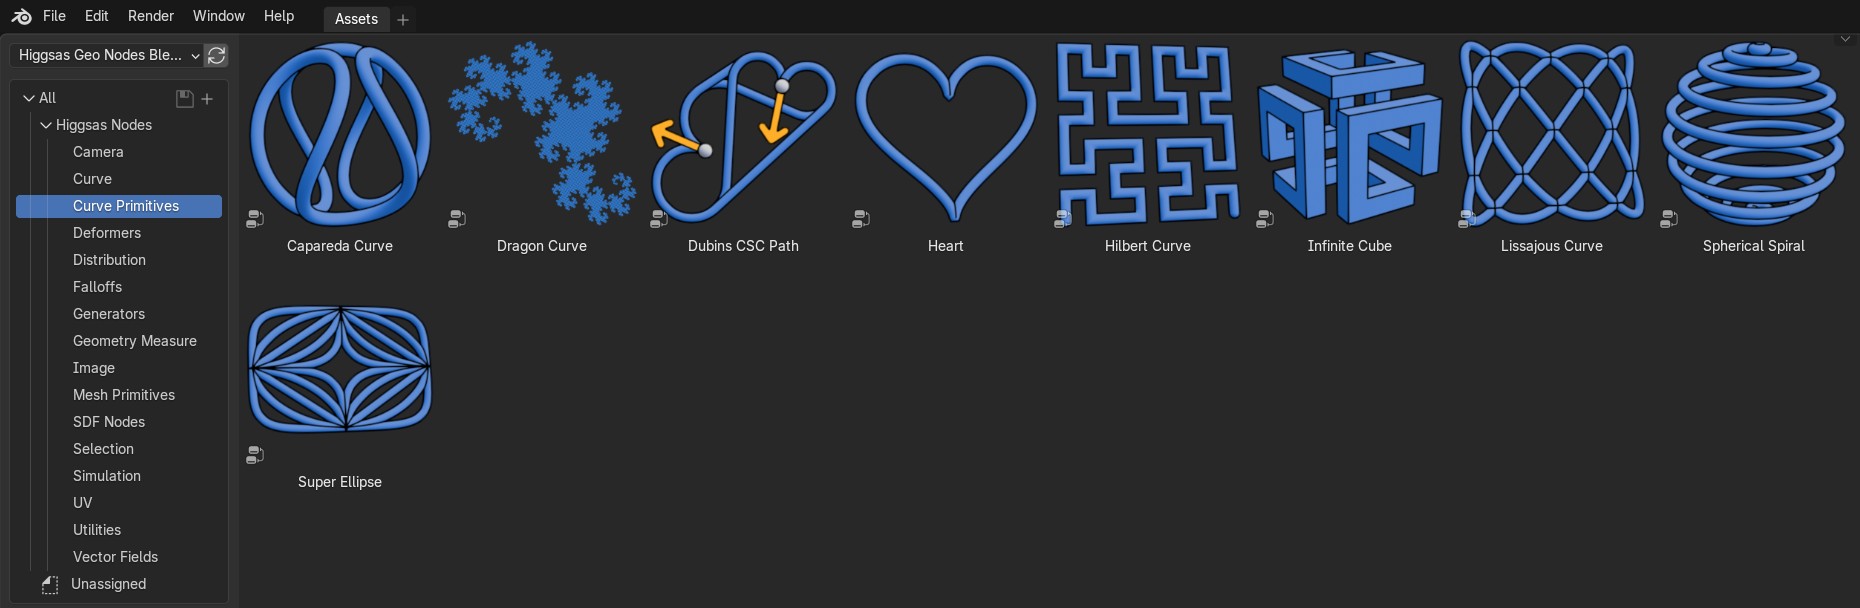 File Edit Render Window Help Assets
Higgsas Geo Nodes Ble...
All
Higgsas Nodes
Camera
Curve
Curve Primitives
Deformers
Distribution
Falloffs
Generators
Geometry Measure
Image
Mesh Primitives
SDF Nodes
Selection
Simulation
UV
Utilities
Vector Fields
Unassigned
Capareda Curve
Dragon Curve
Dubins CSC Path
Heart
Hilbert Curve
Infinite Cube
Lissajous Curve
Spherical Spiral
Super Ellipse